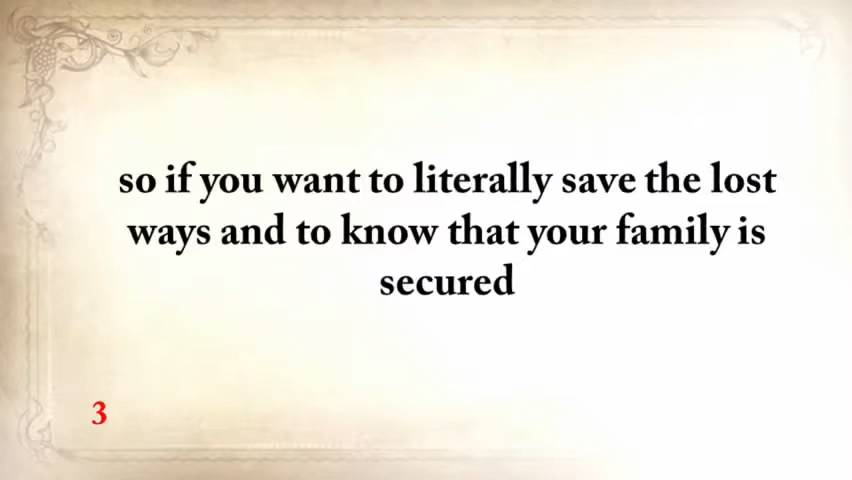 so if you want to literally save the lost
ways and to know that your family is
secured
3